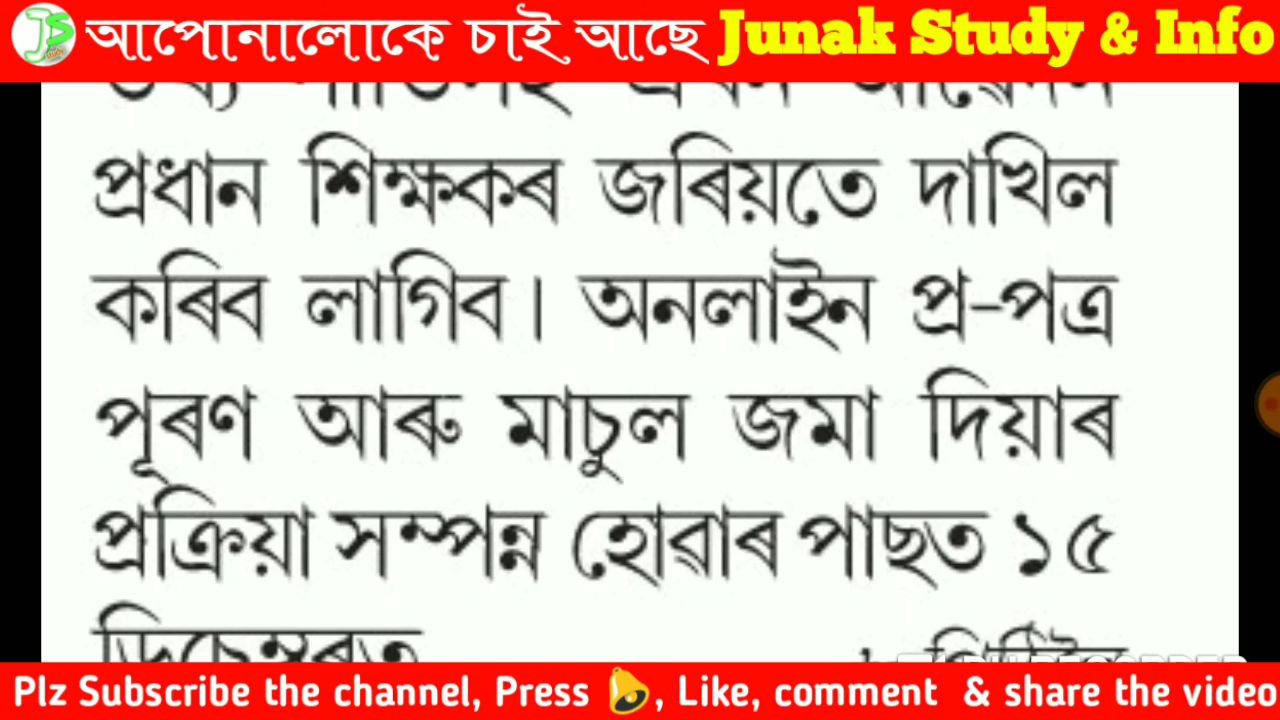 আপোনালোকে চাই আছে Junak Study & Info
প্ৰধান শিক্ষকৰ জৰিয়তে দাখিল
কৰিব লাগিব। অনলাইন প্ৰ-পত্ৰ
পূৰণ আৰু মাচুল জমা দিয়াৰ
প্ৰক্ৰিয়া সম্পন্ন হোৱাৰ পাছত ১৫
ডিচেম্বৰত
Plz Subscribe the channel, Press 🔔, Like, comment & share the video